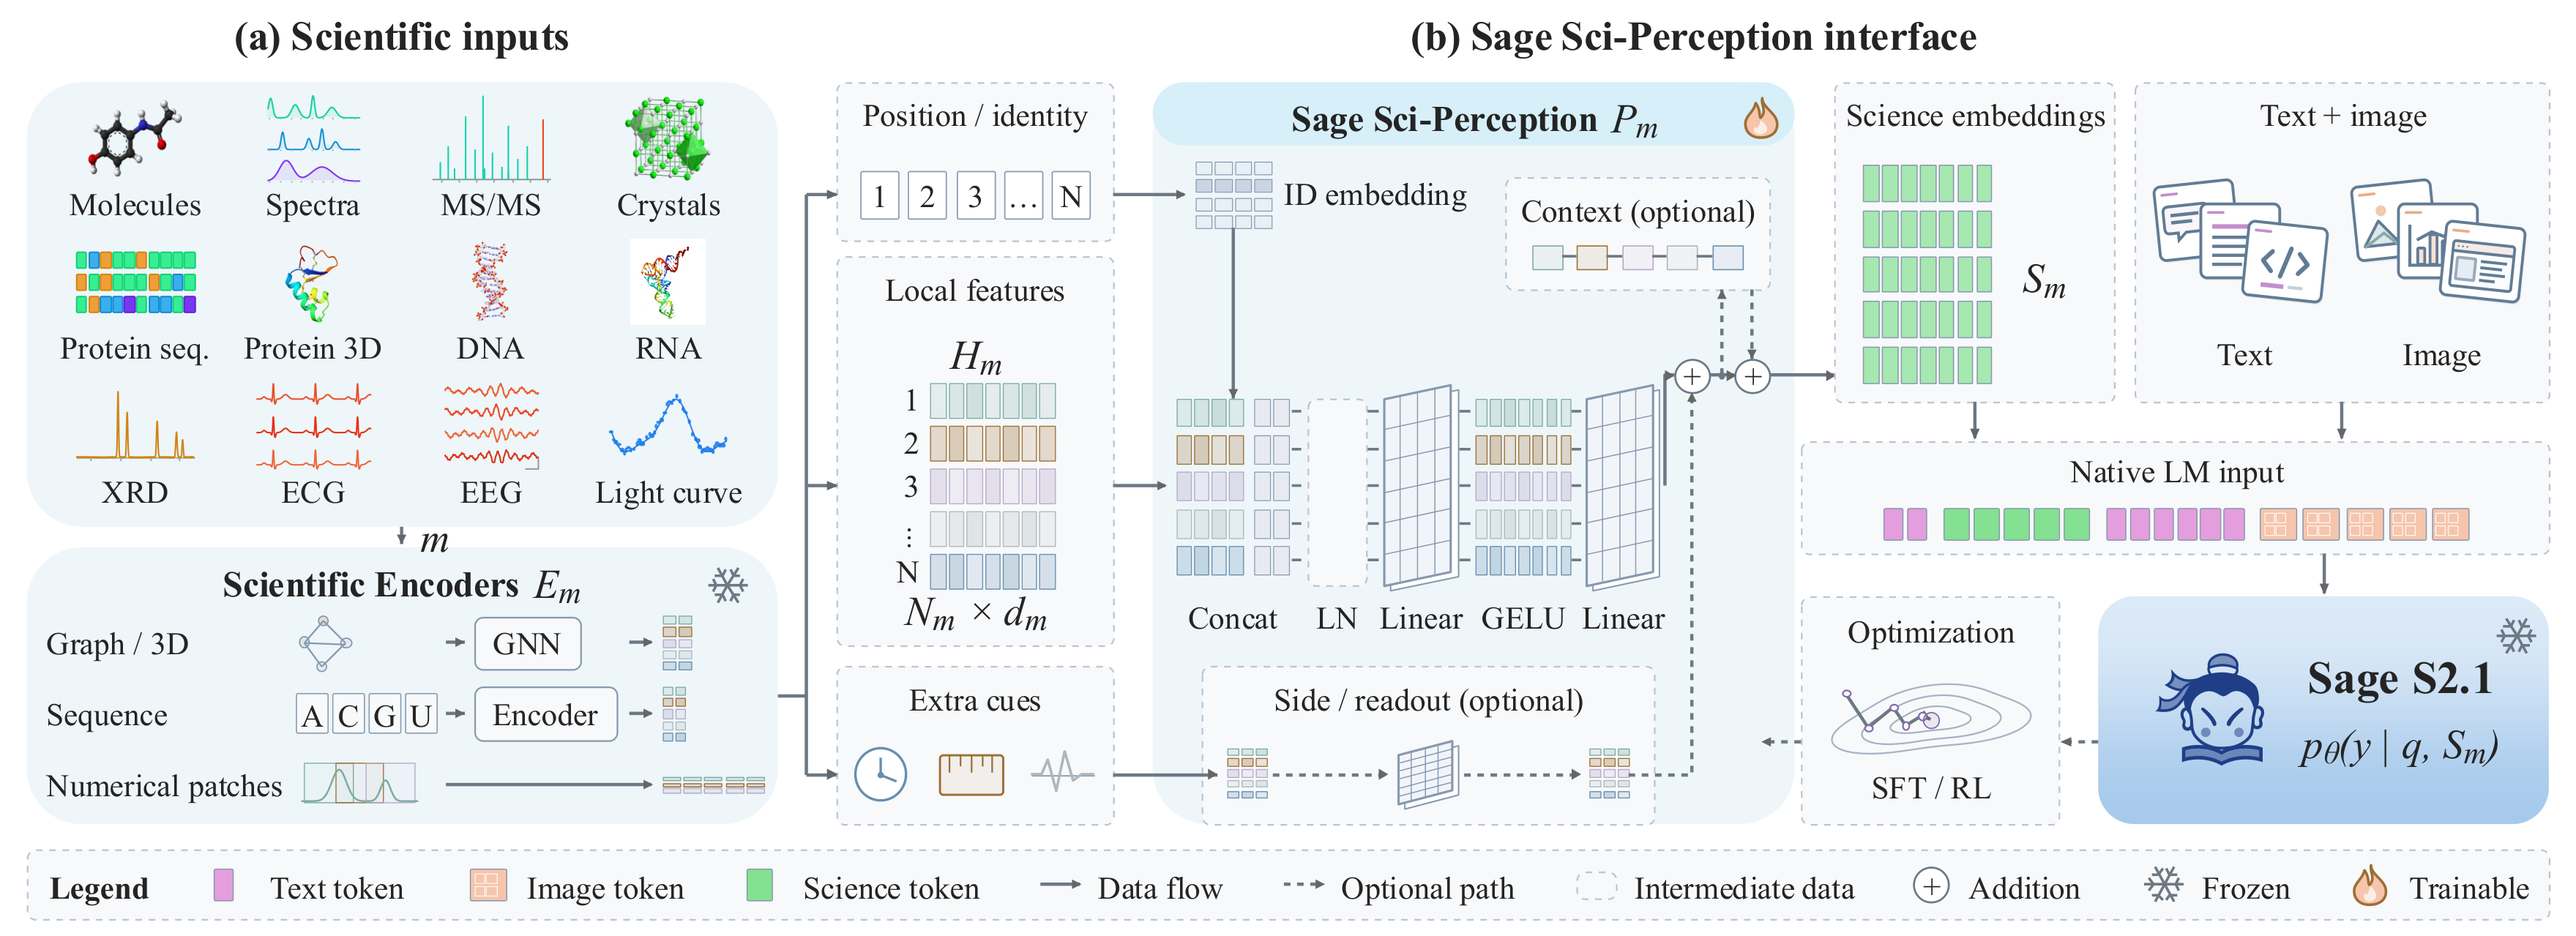 (a) Scientific inputs
Molecules
Spectra
MS/MS
Crystals
Protein seq.
Protein 3D
DNA
RNA
XRD
ECG
EEG
Light curve
m
Scientific Encoders E_m
Graph / 3D
GNN
Sequence
A C G U
Encoder
Numerical patches
(b) Sage Sci-Perception interface
Position / identity
1 2 3 … N
Local features
H_m
1
2
3
⋮
N
N_m × d_m
Extra cues
Sage Sci-Perception P_m
ID embedding
Context (optional)
+ +
Concat
LN
Linear
GELU
Linear
Side / readout (optional)
Science embeddings
S_m
Text + image
</>
Text
Image
Native LM input
Optimization
SFT / RL
Sage S2.1
p_θ(y | q, S_m)
Legend
Text token
Image token
Science token
Data flow
Optional path
Intermediate data
+ Addition
Frozen
Trainable